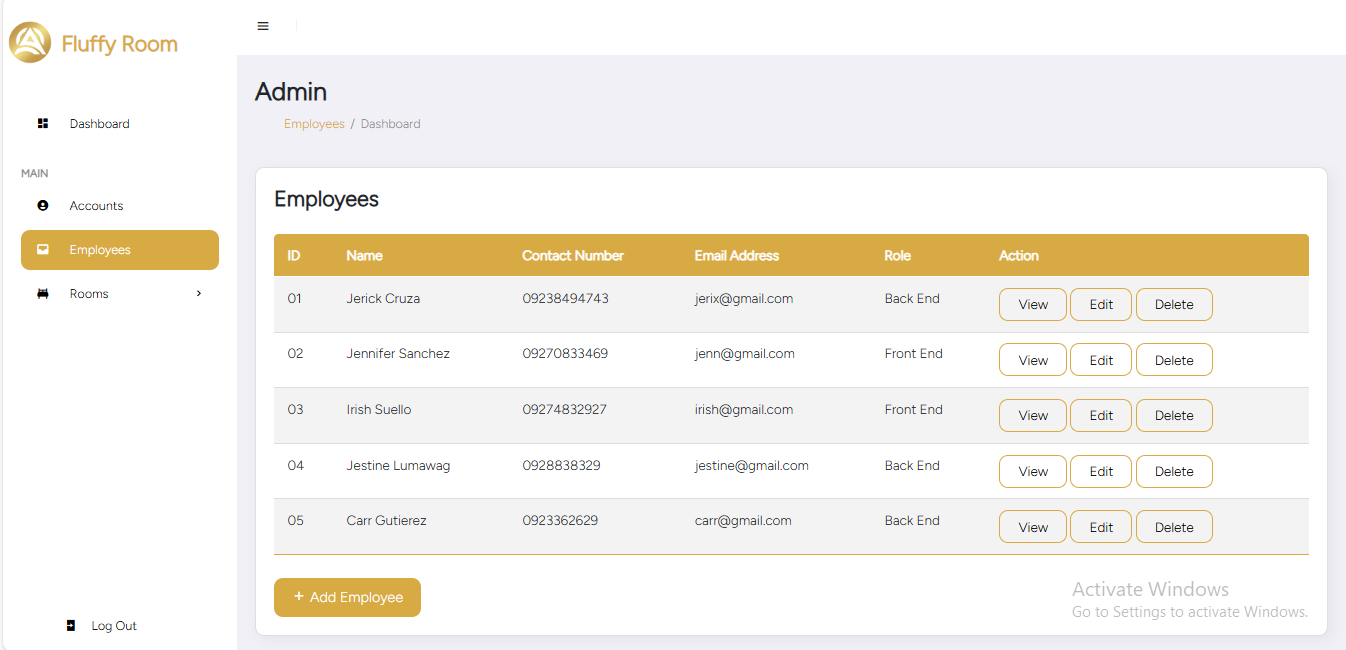 Fluffy Room
Dashboard
MAIN
Accounts
Employees
Rooms
Log Out
Admin
Employees / Dashboard
Employees
ID Name Contact Number Email Address Role Action
01 Jerick Cruza 09238494743 jerix@gmail.com Back End View Edit Delete
02 Jennifer Sanchez 09270833469 jenn@gmail.com Front End View Edit Delete
03 Irish Suello 09274832927 irish@gmail.com Front End View Edit Delete
04 Jestine Lumawag 0928838329 jestine@gmail.com Back End View Edit Delete
05 Carr Gutierez 0923362629 carr@gmail.com Back End View Edit Delete
+ Add Employee
Activate Windows
Go to Settings to activate Windows.